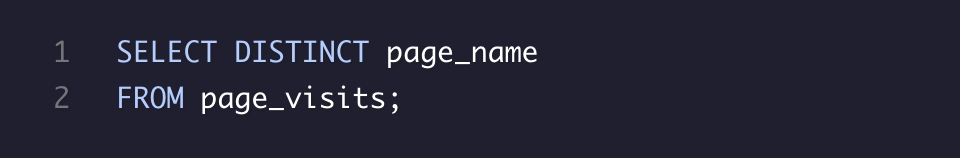 1 SELECT DISTINCT page_name
2 FROM page_visits;